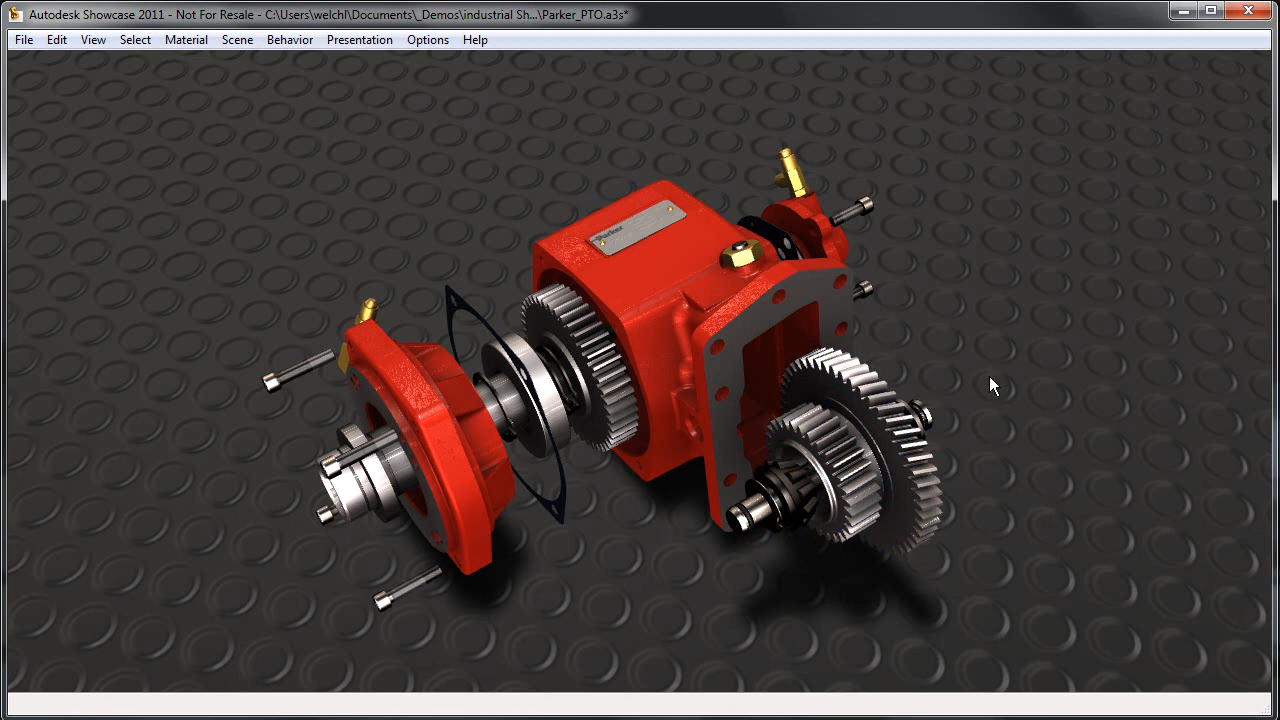 Autodesk Showcase 2011 - Not For Resale - C:\Users\welchl\Documents\_Demos\industrial Sh...\Parker_PTO.a3s*
File Edit View Select Material Scene Behavior Presentation Options Help
Parker